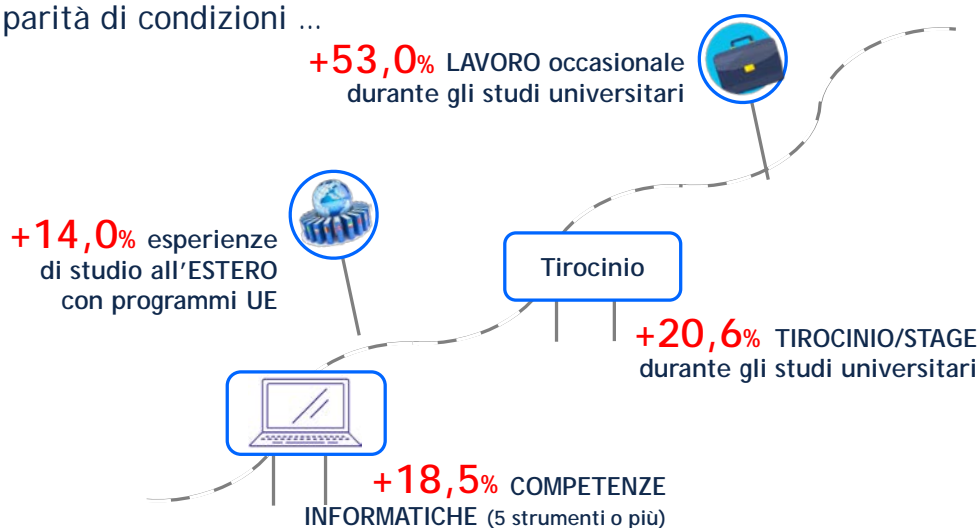 parità di condizioni ...
+53,0% LAVORO occasionale
durante gli studi universitari
+14,0% esperienze
di studio all'ESTERO
con programmi UE
Tirocinio
+20,6% TIROCINIO/STAGE
durante gli studi universitari
+18,5% COMPETENZE
INFORMATICHE (5 strumenti o più)